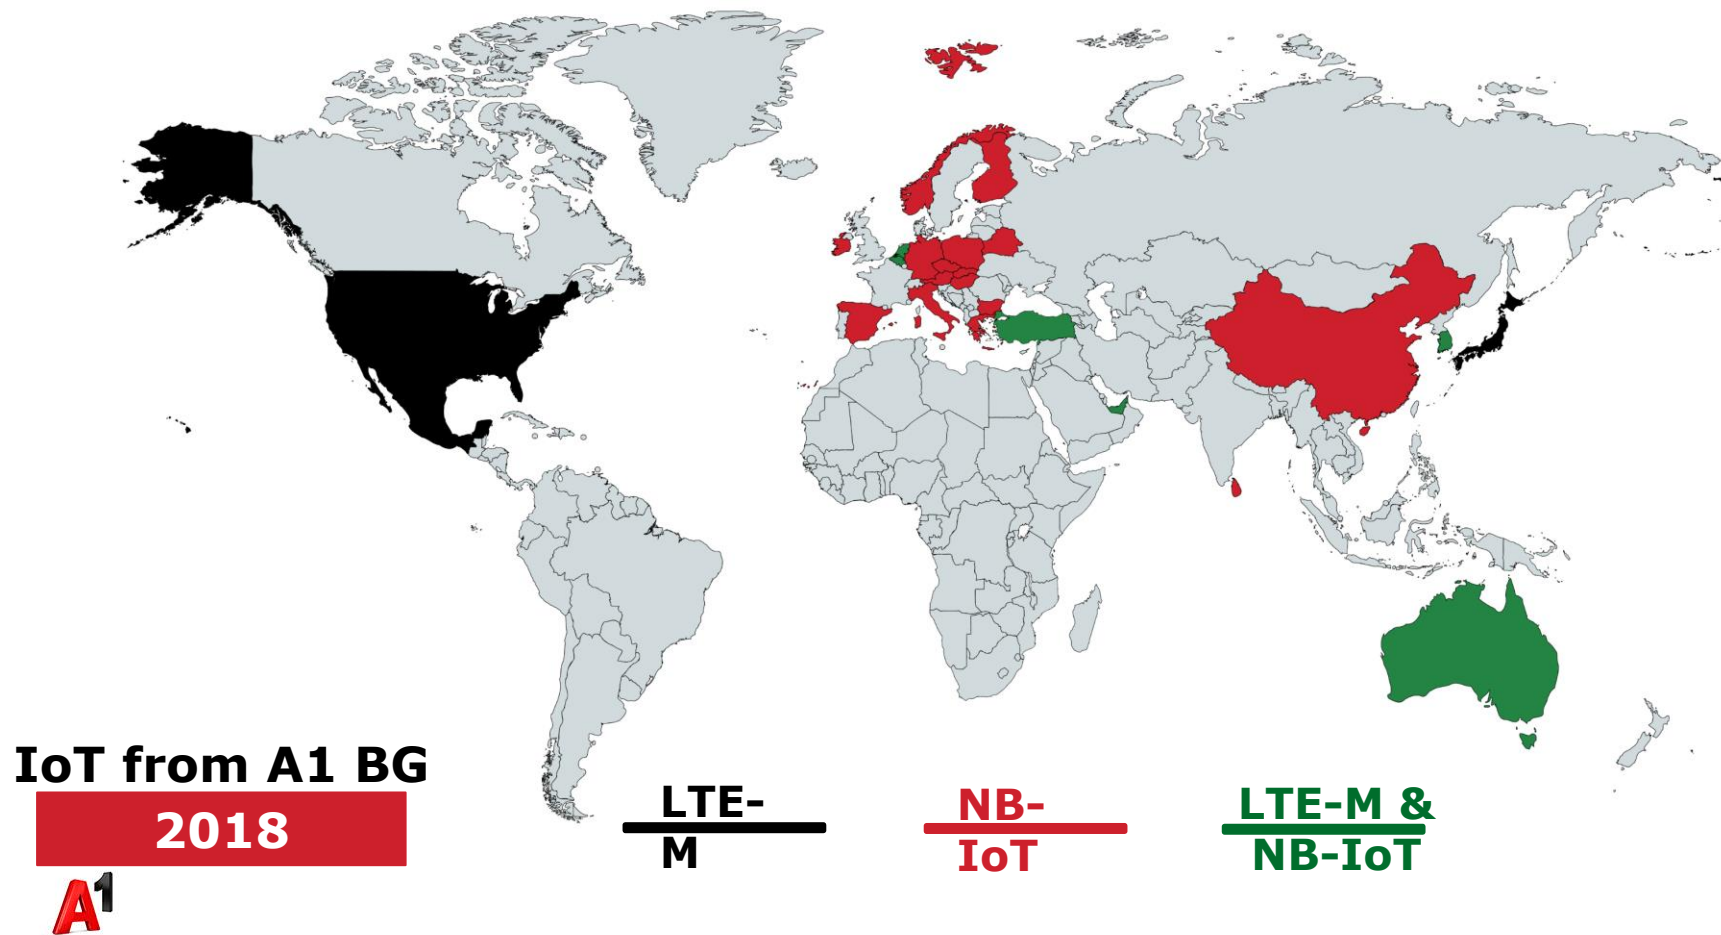 IoT from A1 BG
2018
A1
LTE-
M
NB-
IoT
LTE-M &
NB-IoT